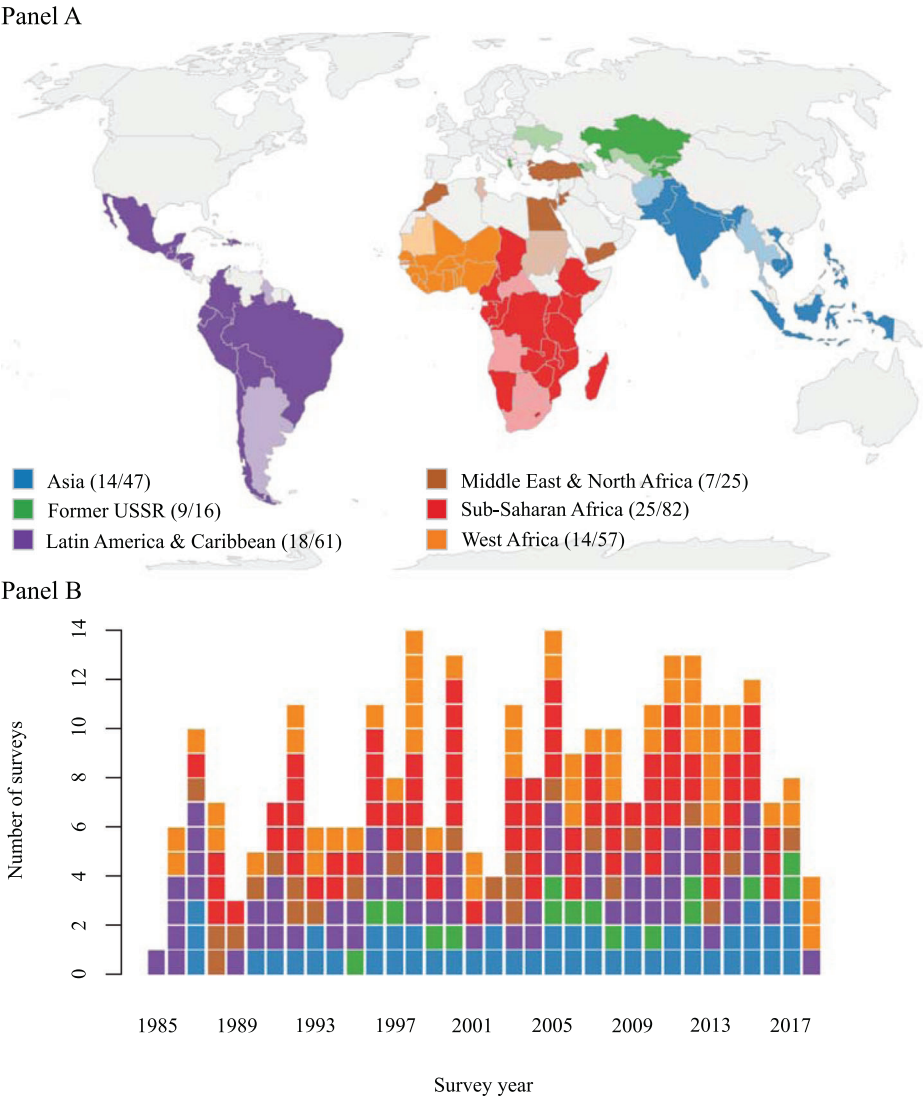 Panel A
Asia (14/47)
Former USSR (9/16)
Latin America & Caribbean (18/61)
Middle East & North Africa (7/25)
Sub-Saharan Africa (25/82)
West Africa (14/57)
Panel B
Number of surveys
14
12
10
8
6
4
2
0
1985 1989 1993 1997 2001 2005 2009 2013 2017
Survey year